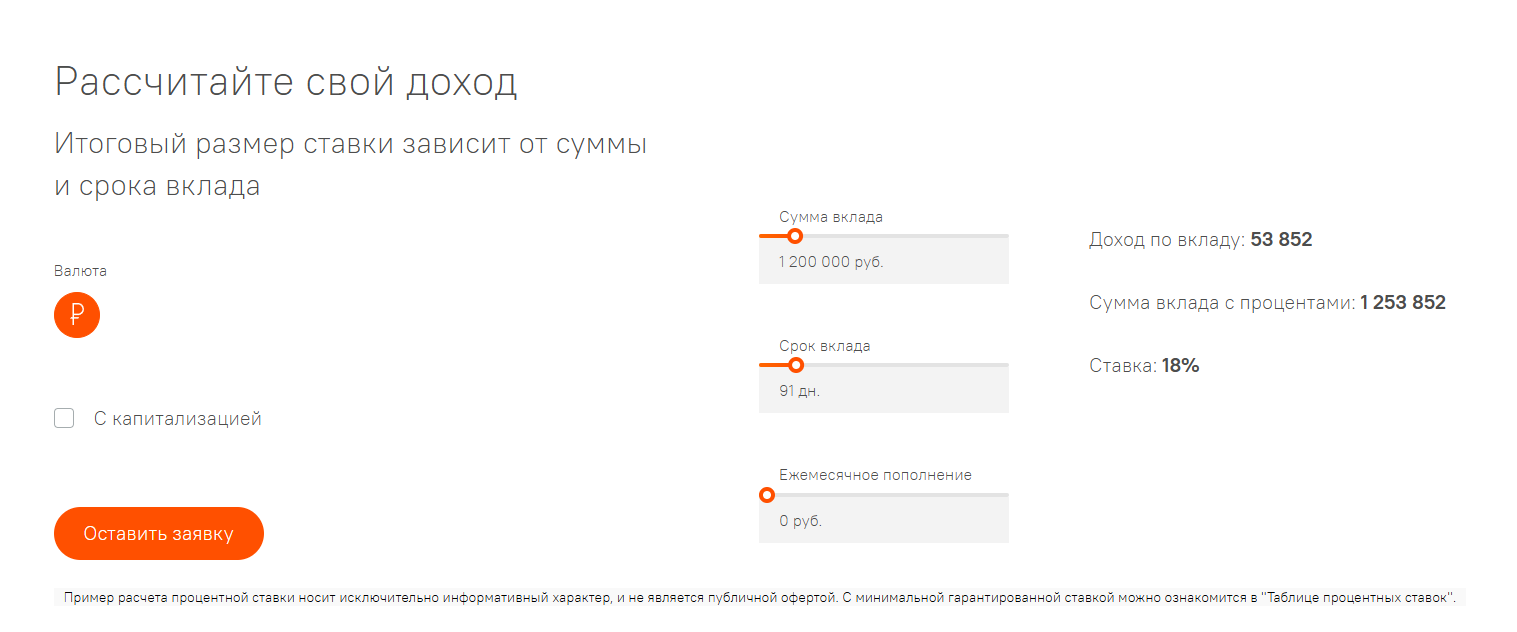 Рассчитайте свой доход
Итоговый размер ставки зависит от суммы
и срока вклада
Валюта
₽
С капитализацией
Оставить заявку
Сумма вклада
1 200 000 руб.
Срок вклада
91 дн.
Ежемесячное пополнение
0 руб.
Доход по вкладу: 53 852
Сумма вклада с процентами: 1 253 852
Ставка: 18%
Пример расчета процентной ставки носит исключительно информативный характер, и не является публичной офертой. С минимальной гарантированной ставкой можно ознакомится в "Таблице процентных ставок".